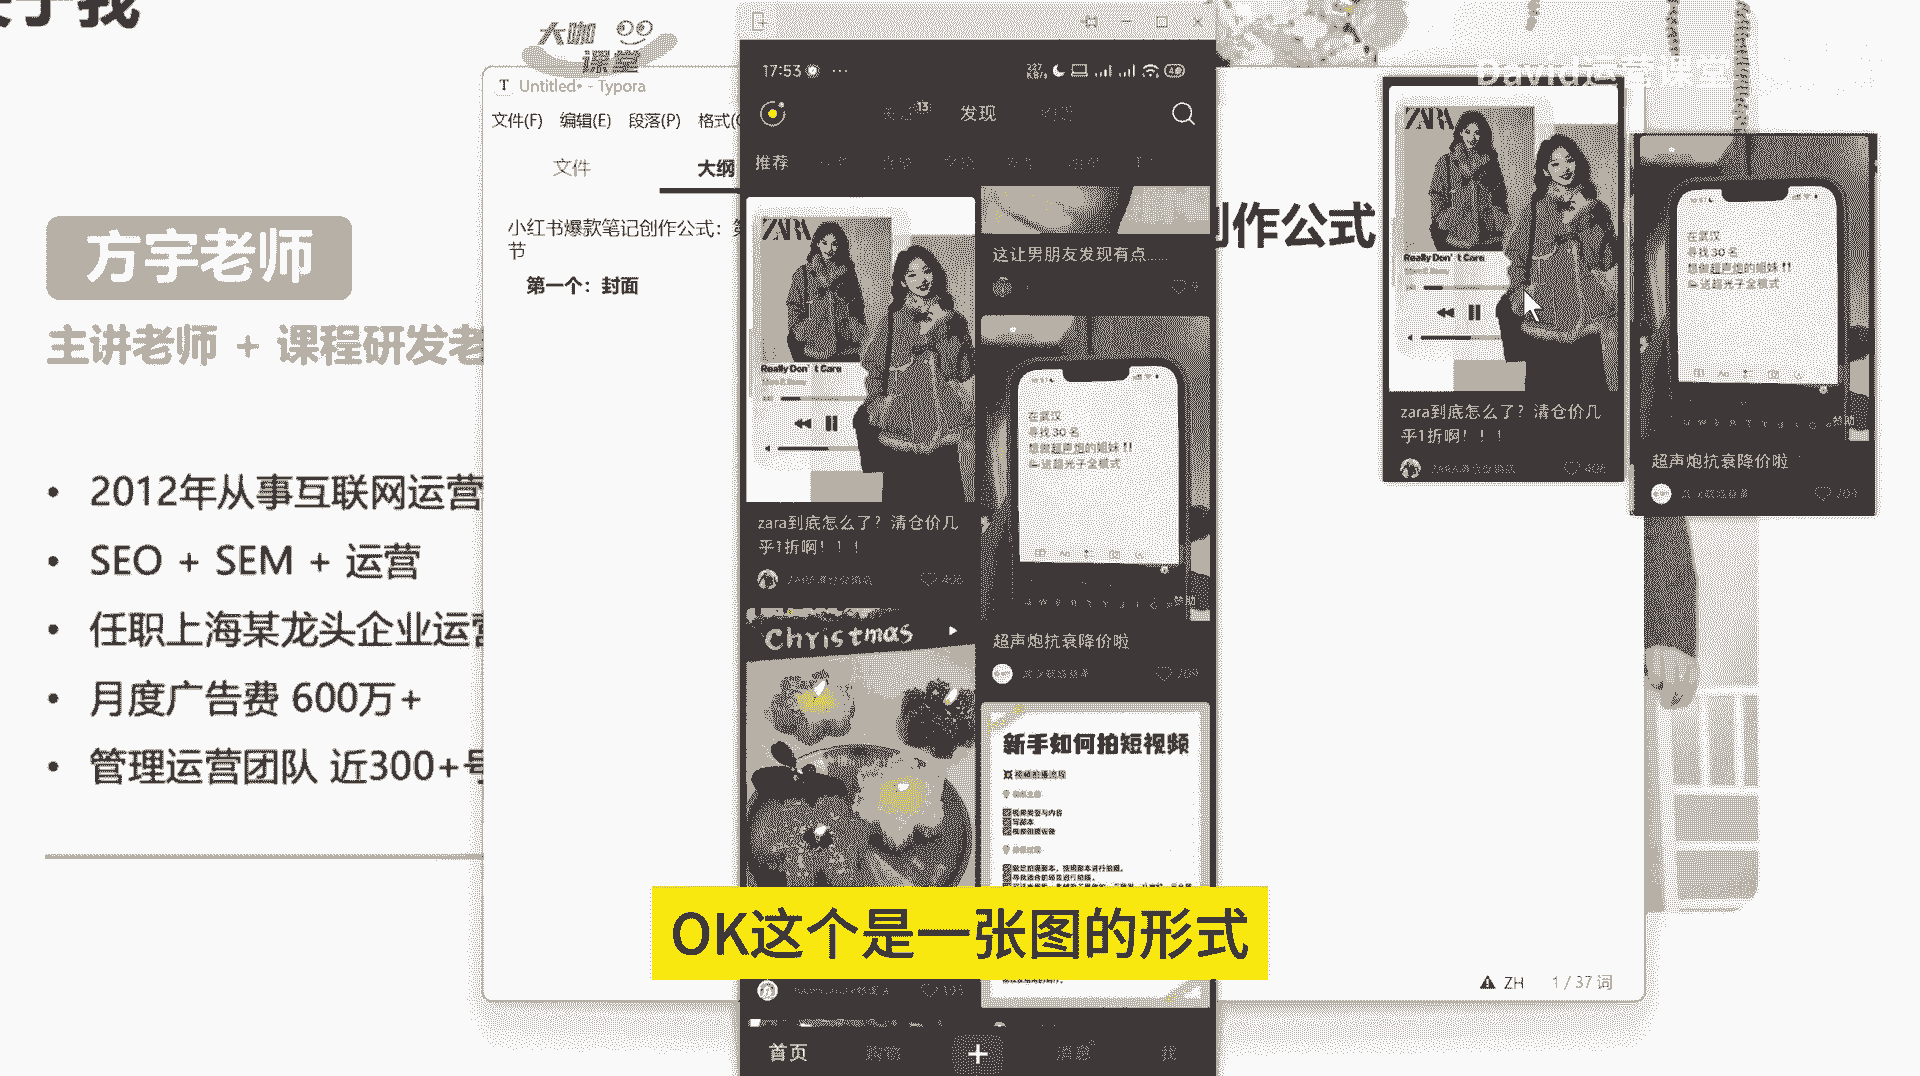 于我
方宇老师
主讲老师 + 课程研发老
• 2012年从事互联网运营
• SEO + SEM + 运营
• 任职上海某龙头企业运营
• 月度广告费 600万+
• 管理运营团队 近300+号
大咖
课堂
T Untitled• - Typora
文件(F) 编辑(E) 段落(P) 格式(
文件 大纲
小红书爆款笔记创作公式：第
节
第一个：封面
创作公式
17:53
227
KB/s
13
发现
推荐
ZARA
Really Don't Care
zara到底怎么了？清仓价几
乎1折啊！！！
406
Christmas
这让男朋友发现有点......
9
在武汉
寻找 30 名
想做超声炮的姐妹 !!
送超光子全模式
赞助
超声炮抗衰降价啦
709
新手如何拍短视频
首页 购物 + 消息 我
David运营课堂
ZARA
Really Don't Care
zara到底怎么了？清仓价几
乎1折啊！！！
406
在武汉
寻找 30 名
想做超声炮的姐妹 !!
送超光子全模式
赞助
超声炮抗衰降价啦
709
OK这个是一张图的形式
ZH 1 / 37 词